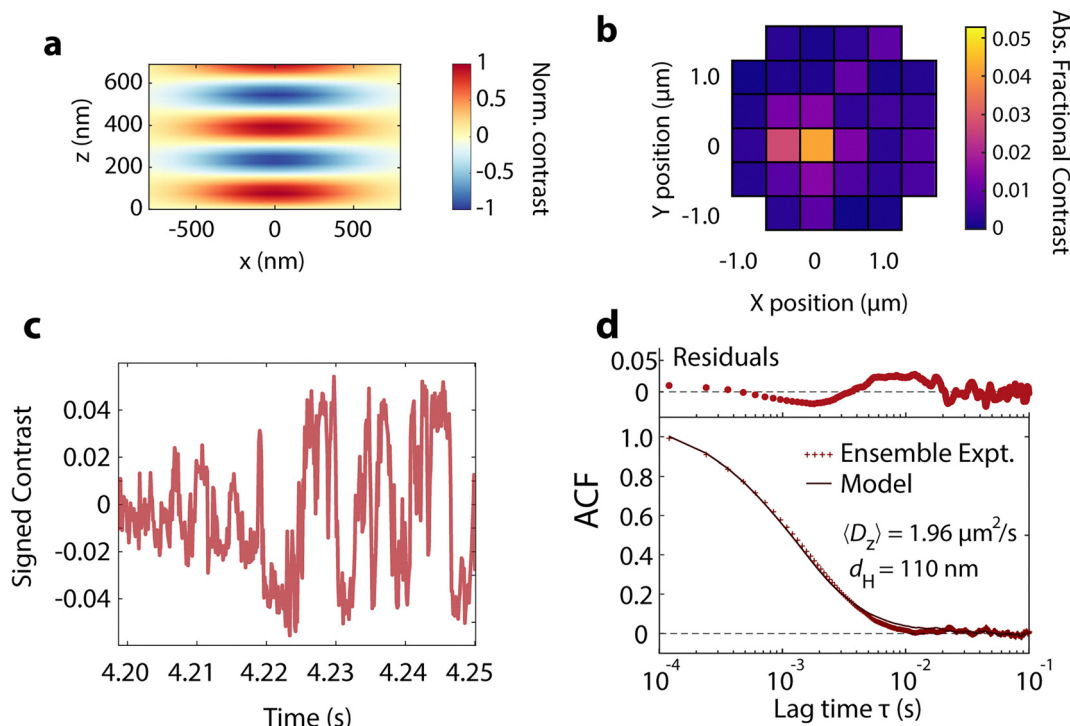 a
600
400
200
0
z (nm)
-500
0
500
x (nm)
1
0.5
0
-0.5
-1
Norm. contrast
b
1.0
0
-1.0
Y position (µm)
-1.0
0
1.0
X position (µm)
0.05
0.04
0.03
0.02
0.01
0
Abs. Fractional Contrast
c
0.04
0.02
0
-0.02
-0.04
Signed Contrast
4.20
4.21
4.22
4.23
4.24
4.25
Time (s)
d
0.05
0
Residuals
1.0
0.8
0.6
0.4
0.2
0
ACF
++++ Ensemble Expt.
— Model
⟨D_z⟩ = 1.96 µm²/s
d_H = 110 nm
10⁻⁴
10⁻³
10⁻²
10⁻¹
Lag time τ (s)